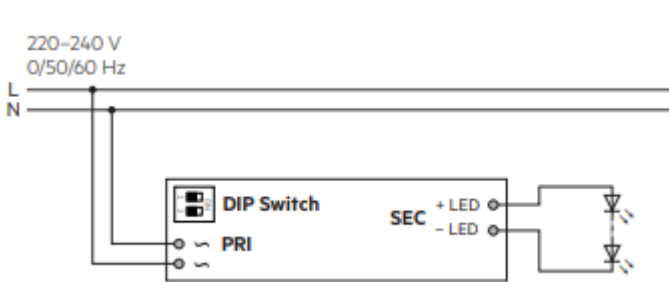 220–240 V
0/50/60 Hz
L
N
DIP Switch
+ LED
SEC
– LED
~ PRI
~